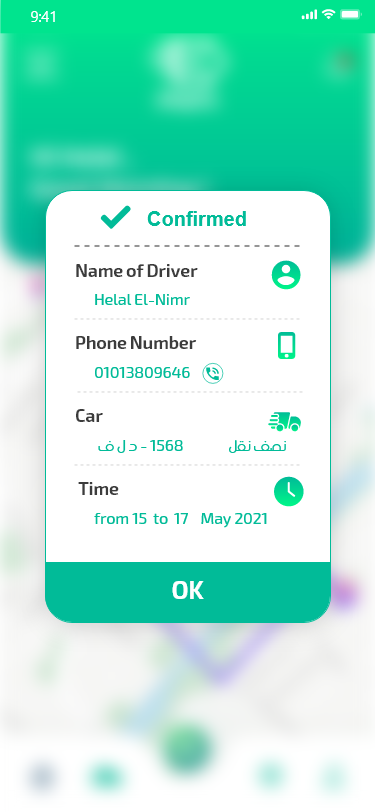 9:41
Confirmed
Name of Driver
Helal El-Nimr
Phone Number
01013809646
Car
1568 - د ل ف نصف نقل
Time
from 15 to 17 May 2021
OK